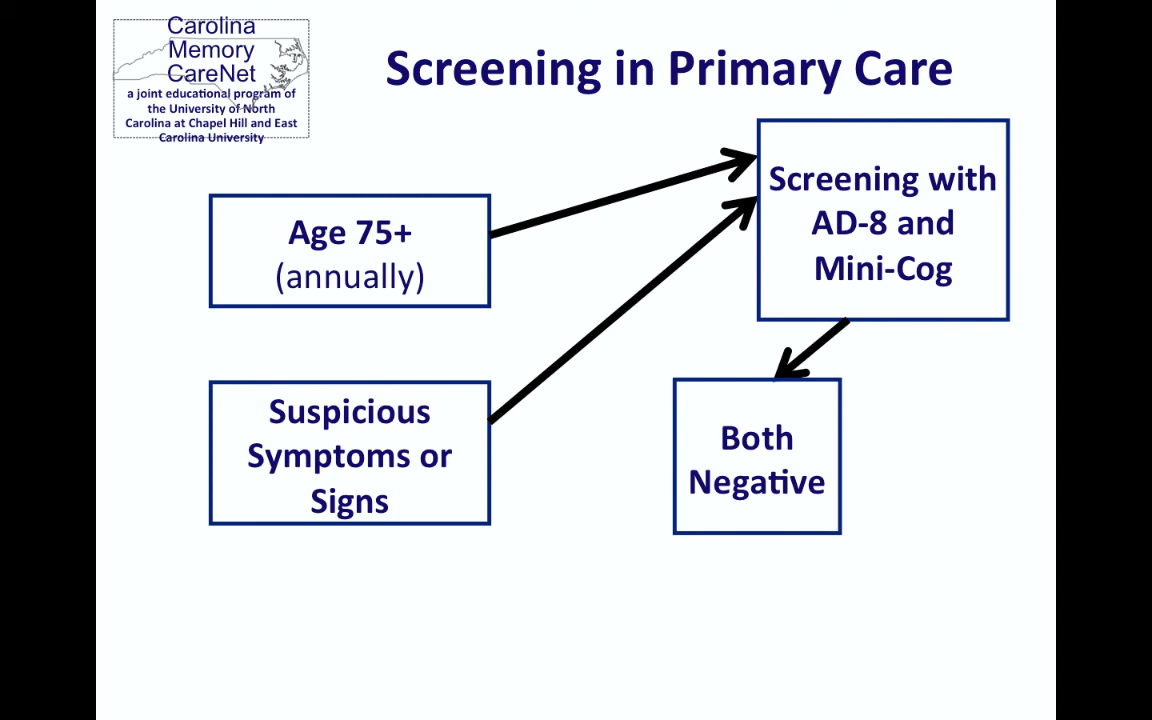 Carolina
Memory
CareNet
a joint educational program of
the University of North
Carolina at Chapel Hill and East
Carolina University
Screening in Primary Care
Age 75+
(annually)
Suspicious
Symptoms or
Signs
Screening with
AD-8 and
Mini-Cog
Both
Negative